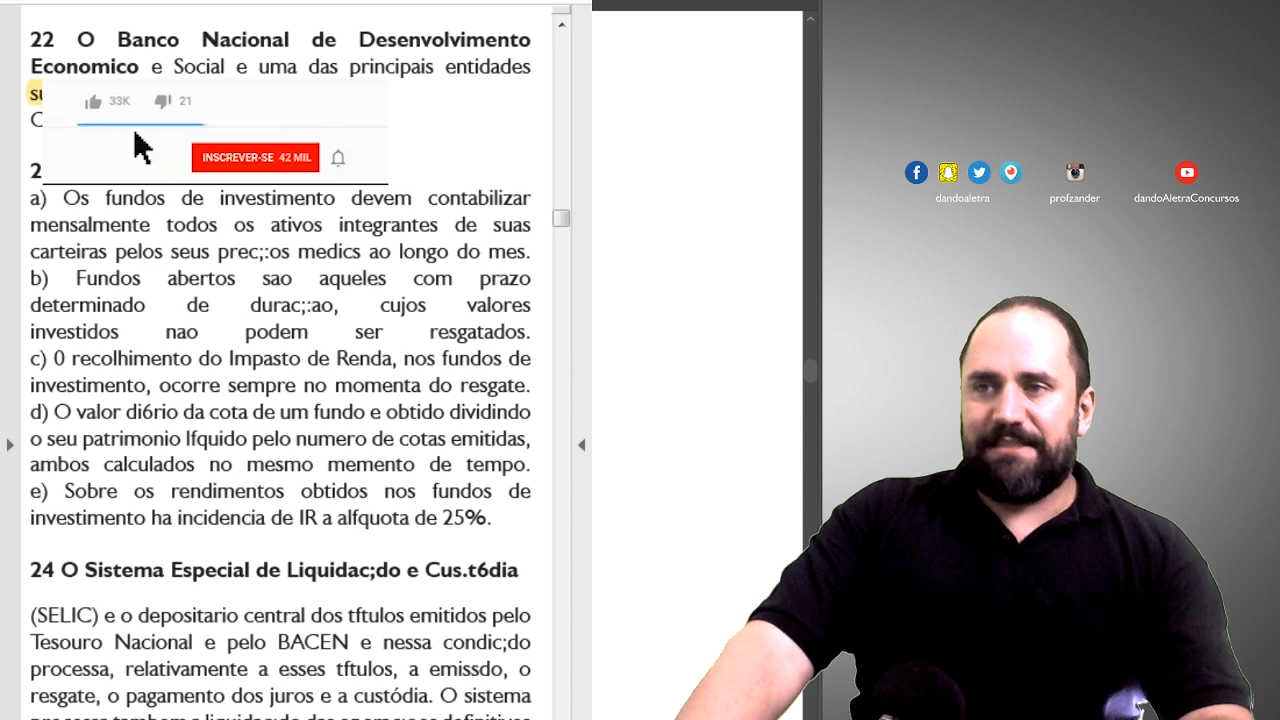 22 O Banco Nacional de Desenvolvimento
Economico e Social e uma das principais entidades
su
C
33K 21
INSCREVER-SE 42 MIL
2
a) Os fundos de investimento devem contabilizar
mensalmente todos os ativos integrantes de suas
carteiras pelos seus prec;:os medics ao longo do mes.
b) Fundos abertos sao aqueles com prazo
determinado de durac;:ao, cujos valores
investidos nao podem ser resgatados.
c) 0 recolhimento do Impasto de Renda, nos fundos de
investimento, ocorre sempre no momenta do resgate.
d) O valor di6rio da cota de um fundo e obtido dividindo
o seu patrimonio lfquido pelo numero de cotas emitidas,
ambos calculados no mesmo memento de tempo.
e) Sobre os rendimentos obtidos nos fundos de
investimento ha incidencia de IR a alfquota de 25%.
24 O Sistema Especial de Liquidac;do e Cus.t6dia
(SELIC) e o depositario central dos tftulos emitidos pelo
Tesouro Nacional e pelo BACEN e nessa condic;do
processa, relativamente a esses tftulos, a emissdo, o
resgate, o pagamento dos juros e a custódia. O sistema
dandoaletra
profzander
dandoAletraConcursos